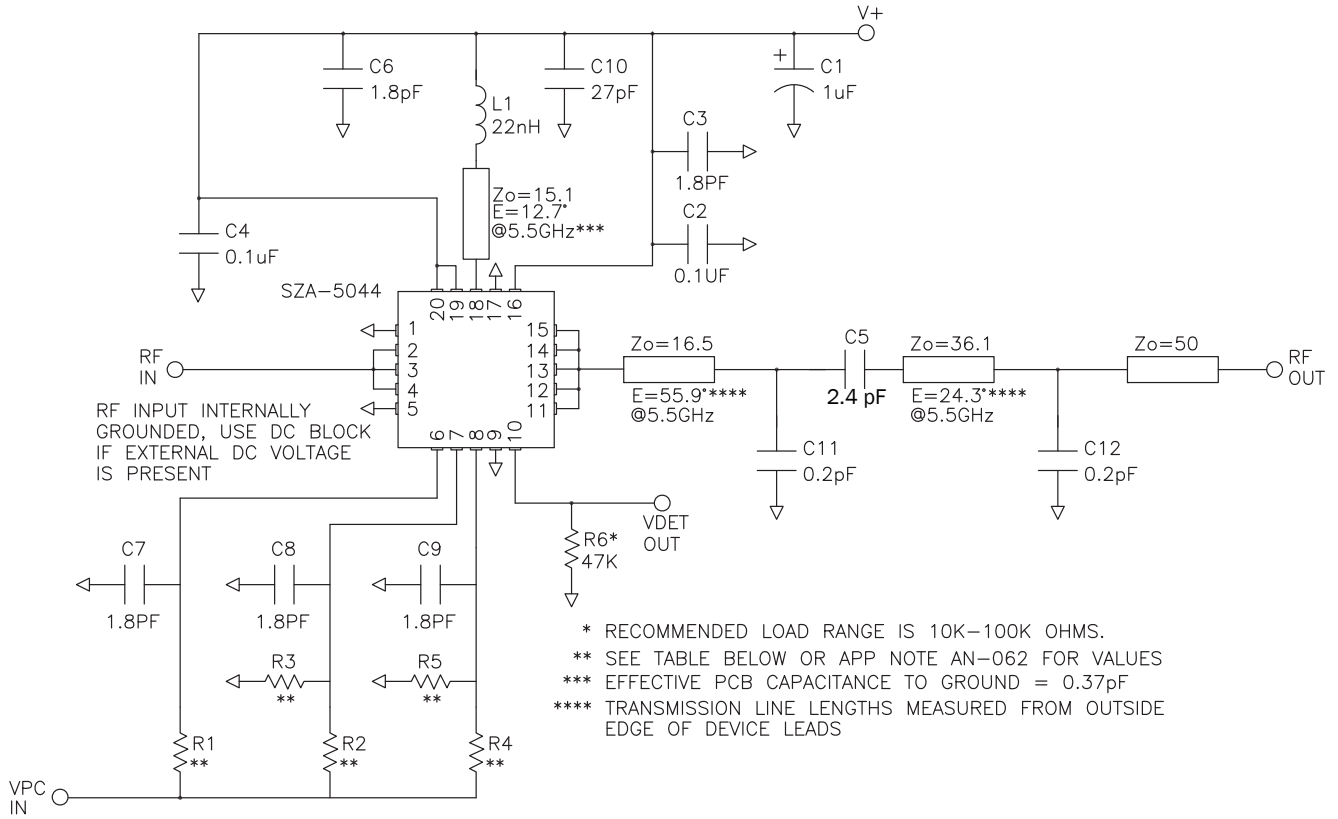 V+
C6
1.8pF
C10
27pF
+
C1
1uF
L1
22nH
C3
1.8PF
Zo=15.1
E=12.7°
@5.5GHz***
C2
0.1UF
C4
0.1uF
SZA-5044
20
19
18
17
16
1
2
3
4
5
15
14
13
12
11
6
7
8
9
10
RF
IN
RF INPUT INTERNALLY
GROUNDED, USE DC BLOCK
IF EXTERNAL DC VOLTAGE
IS PRESENT
Zo=16.5
E=55.9°****
@5.5GHz
C5
2.4 pF
Zo=36.1
E=24.3°****
@5.5GHz
Zo=50
RF
OUT
C11
0.2pF
C12
0.2pF
VDET
OUT
R6*
47K
C7
1.8PF
C8
1.8PF
C9
1.8PF
R3
**
R5
**
R1
**
R2
**
R4
**
VPC
IN
* RECOMMENDED LOAD RANGE IS 10K-100K OHMS.
** SEE TABLE BELOW OR APP NOTE AN-062 FOR VALUES
*** EFFECTIVE PCB CAPACITANCE TO GROUND = 0.37pF
**** TRANSMISSION LINE LENGTHS MEASURED FROM OUTSIDE
EDGE OF DEVICE LEADS